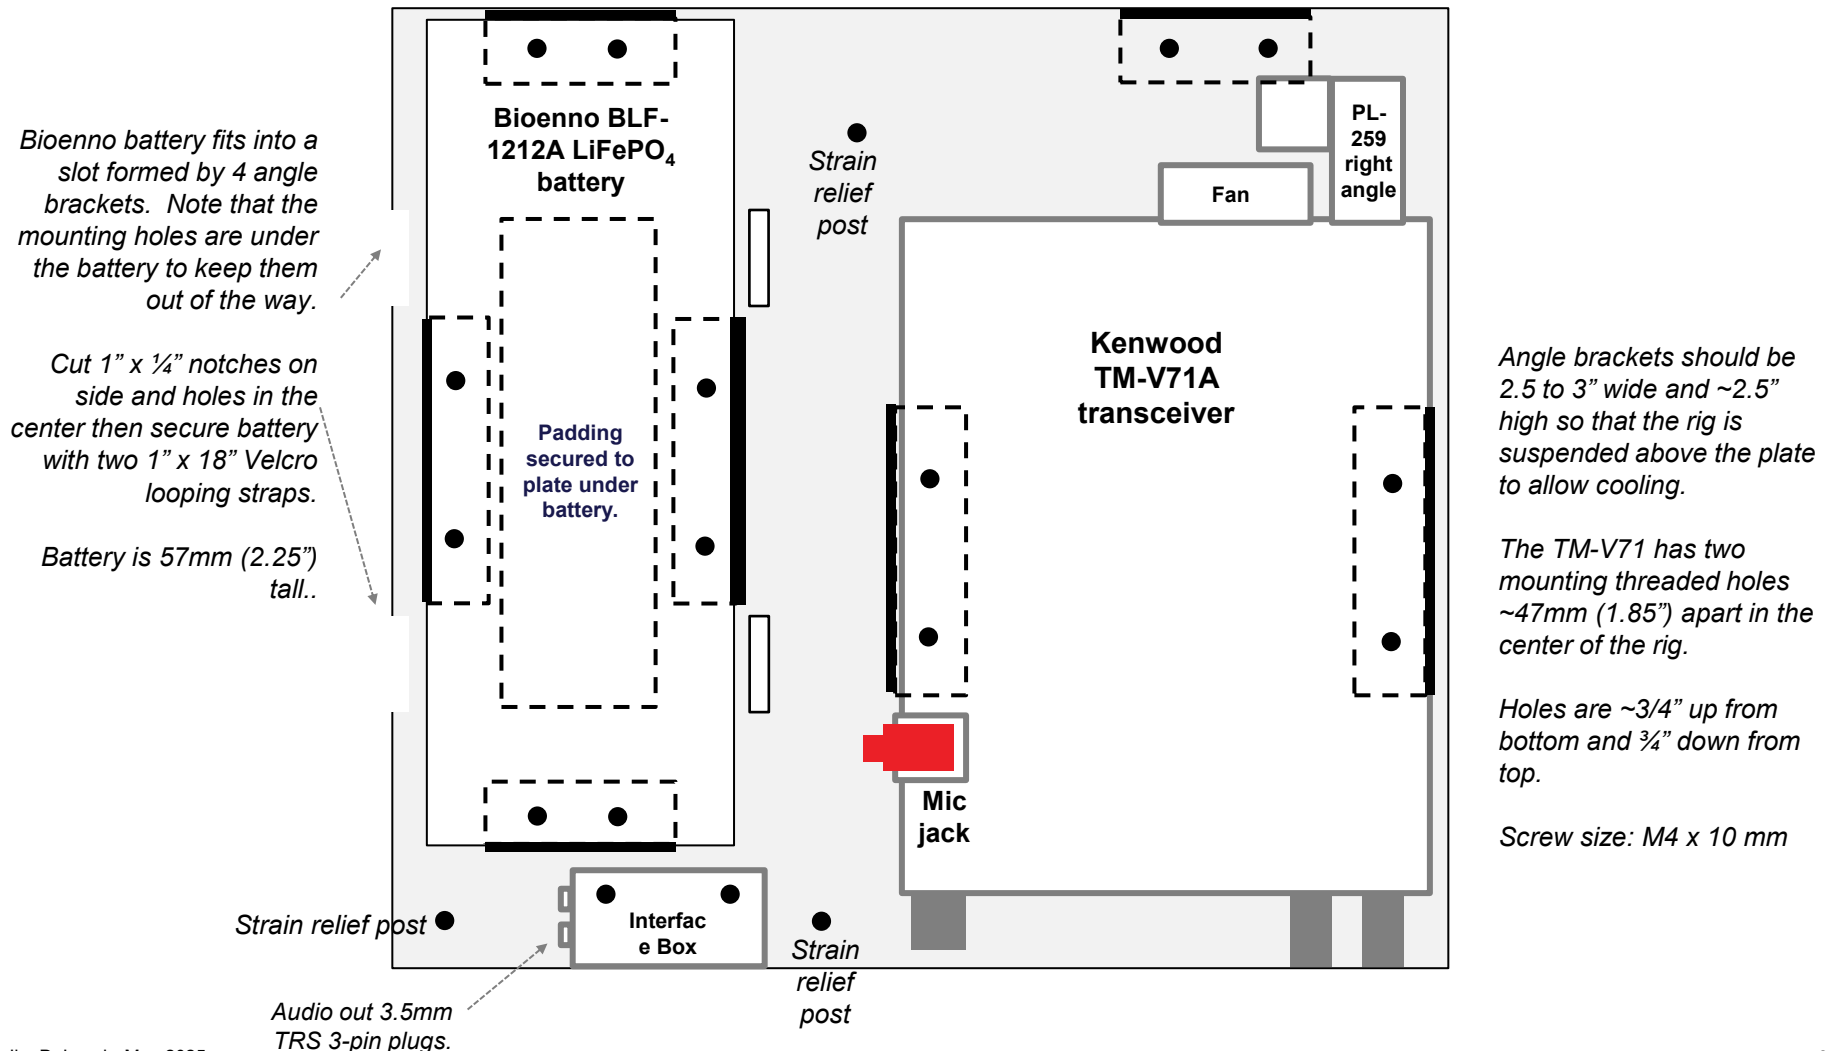 Bioenno battery fits into a
slot formed by 4 angle
brackets. Note that the
mounting holes are under
the battery to keep them
out of the way.
Cut 1” x ¼” notches on
side and holes in the
center then secure battery
with two 1” x 18” Velcro
looping straps.
Battery is 57mm (2.25”)
tall..
Bioenno BLF-
1212A LiFePO₄
battery
Padding
secured to
plate under
battery.
Strain
relief
post
PL-
259
right
angle
Fan
Kenwood
TM-V71A
transceiver
Mic
jack
Angle brackets should be
2.5 to 3” wide and ~2.5”
high so that the rig is
suspended above the plate
to allow cooling.
The TM-V71 has two
mounting threaded holes
~47mm (1.85”) apart in the
center of the rig.
Holes are ~3/4” up from
bottom and ¾” down from
top.
Screw size: M4 x 10 mm
Strain relief post
Interfac
e Box
Strain
relief
post
Audio out 3.5mm
TRS 3-pin plugs.